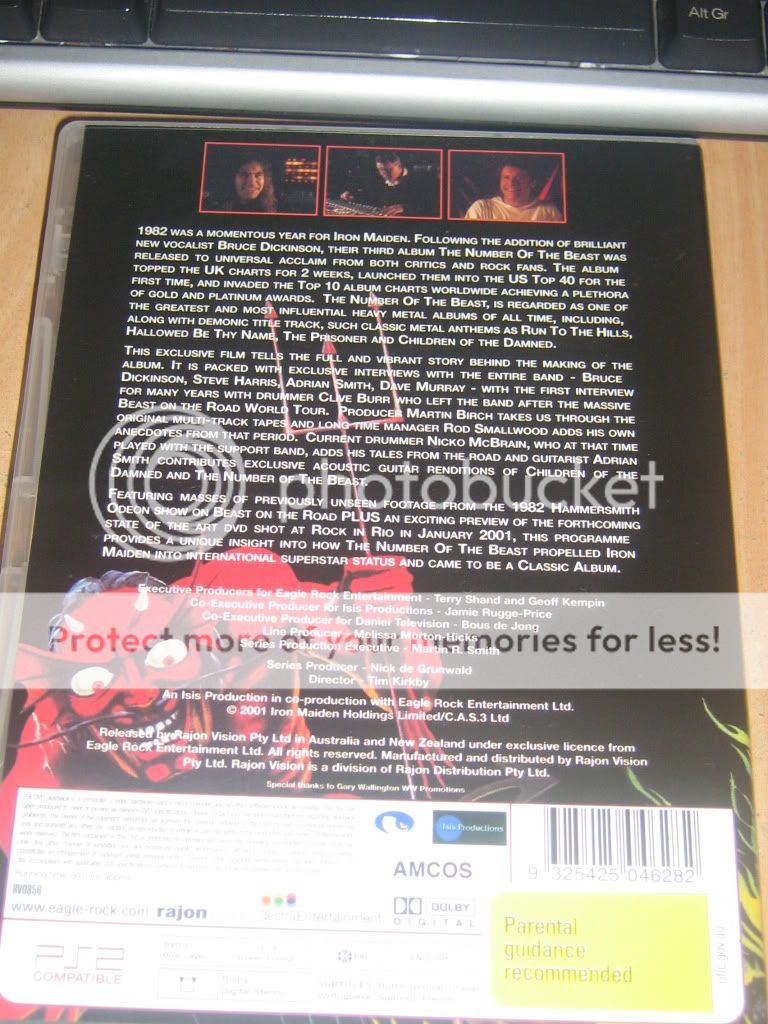 Alt Gr
1982 was a momentous year for Iron Maiden. Following the addition of brilliant
new vocalist Bruce Dickinson, their third album The Number Of The Beast was
released to universal acclaim from both critics and rock fans. The album
topped the UK charts for 2 weeks, launched them into the US Top 40 for the
first time, and invaded the Top 10 album charts worldwide achieving a plethora
of gold and platinum awards. The Number Of The Beast, is regarded as one of
the greatest and most influential heavy metal albums of all time, including,
along with demonic title track, such classic metal anthems as Run To The Hills,
Hallowed Be Thy Name, The Prisoner and Children of the Damned.
This exclusive film tells the full and vibrant story behind the making of the
album. It is packed with exclusive interviews with the entire band - Bruce
Dickinson, Steve Harris, Adrian Smith, Dave Murray - with the first interview
for many years with drummer Clive Burr who left the band after the massive
Beast on the Road World Tour. Producer Martin Birch takes us through the
original multi-track tapes and long time manager Rod Smallwood adds his own
anecdotes from that period. Current drummer Nicko McBrain, who at that time
played with the support band, adds his tales from the road and guitarist Adrian
Smith contributes exclusive acoustic guitar renditions of Children of the
Damned and The Number of the Beast.
photobucket
Featuring masses of previously unseen footage from the 1982 Hammersmith
Odeon show on Beast on the Road PLUS an exciting preview of the forthcoming
state of the art DVD shot at Rock in Rio in January 2001, this programme
provides a unique insight into how The Number Of The Beast propelled Iron
Maiden into international superstar status and came to be a Classic Album.
Executive Producers for Eagle Rock Entertainment - Terry Shand and Geoff Kempin
Co-Executive Producer for Isis Productions - Jamie Rugge-Price
Co-Executive Producer for Daniel Television - Bous de Jong
Line Producer - Melissa Morton-Hicks
Protect more of your memories for less!
Series Production Executive - Martin R. Smith
Series Producer - Nick de Grunwald
Director - Tim Kirkby
An Isis Production in co-production with Eagle Rock Entertainment Ltd.
© 2001 Iron Maiden Holdings Limited/C.A.S.3 Ltd
Released by Rajon Vision Pty Ltd in Australia and New Zealand under exclusive licence from
Eagle Rock Entertainment Ltd. All rights reserved. Manufactured and distributed by Rajon Vision
Pty Ltd. Rajon Vision is a division of Rajon Distribution Pty Ltd.
Special thanks to Gary Wallington WW Promotions
Isis Productions
AMCOS
9 325425 046282
Running time: 90 mins approx
RV0858
www.eagle-rock.com rajon
Entertainment
DOLBY
DIGITAL
Parental
guidance
recommended
oflc.gov.au
PS2
COMPATIBLE
Dolby
Digital Stereo
SUBTITLES:
Portuguese, Spanish, French